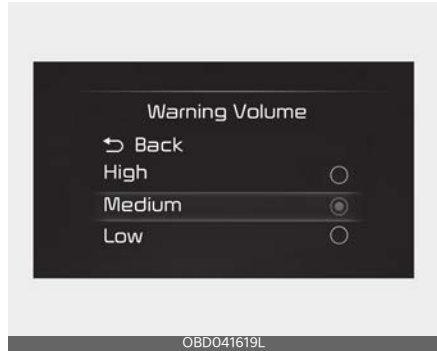 Warning Volume
Back
High
Medium
Low
OBD041619L